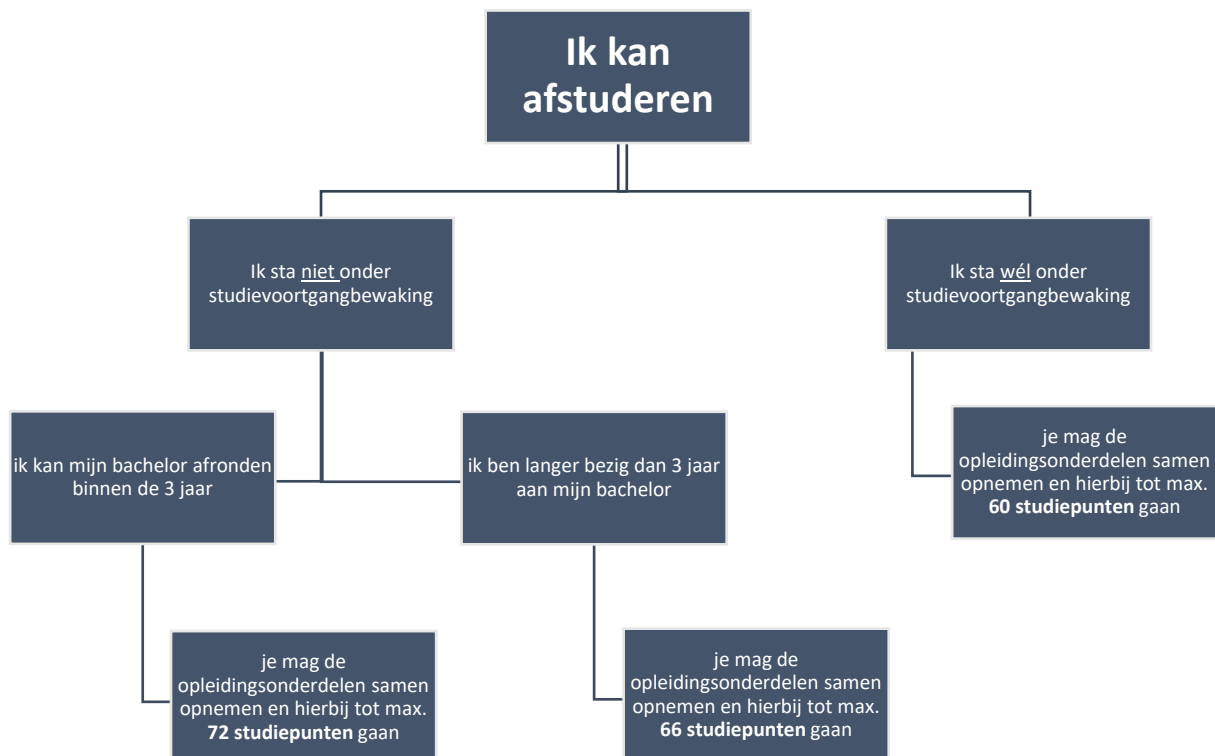 Ik kan
afstuderen
Ik sta niet onder
studievoortgangbewaking
Ik sta wél onder
studievoortgangbewaking
ik kan mijn bachelor afronden
binnen de 3 jaar
ik ben langer bezig dan 3 jaar
aan mijn bachelor
je mag de
opleidingsonderdelen samen
opnemen en hierbij tot max.
60 studiepunten gaan
je mag de
opleidingsonderdelen samen
opnemen en hierbij tot max.
72 studiepunten gaan
je mag de
opleidingsonderdelen samen
opnemen en hierbij tot max.
66 studiepunten gaan